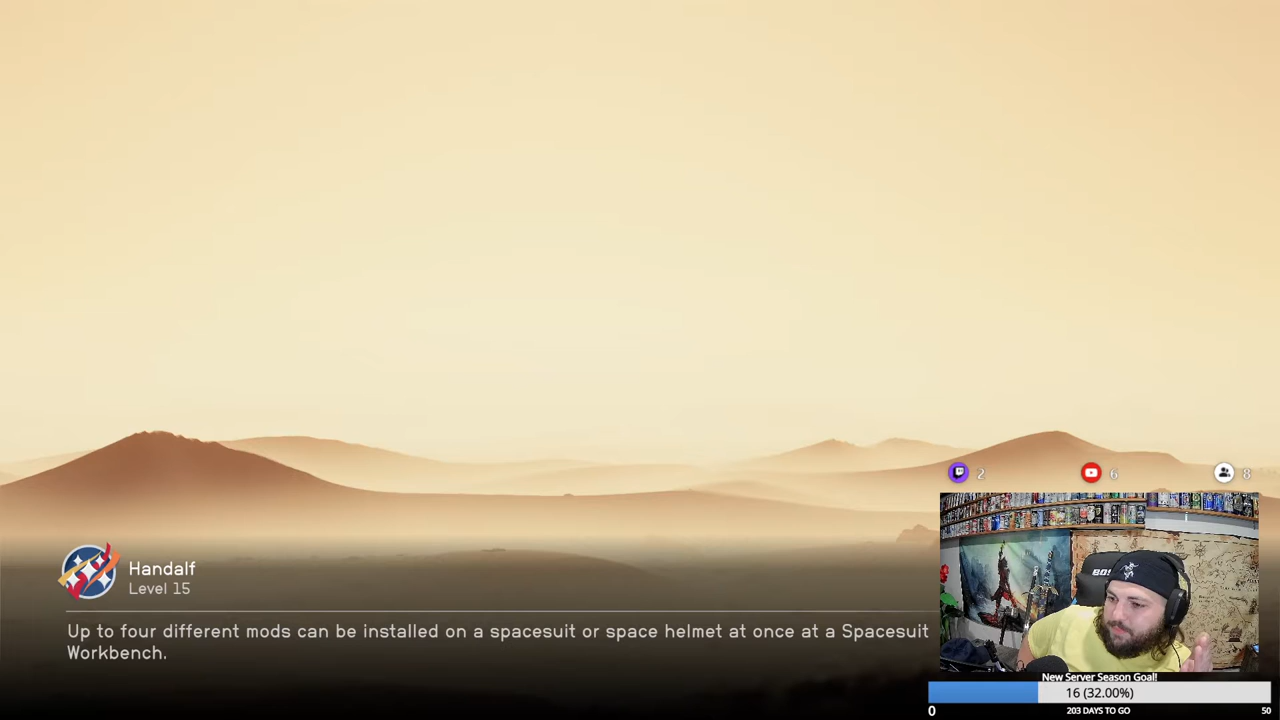 2
6
8
Handalf
Level 15
Up to four different mods can be installed on a spacesuit or space helmet at once at a Spacesuit
Workbench.
New Server Season Goal!
16 (32.00%)
0
203 DAYS TO GO
50